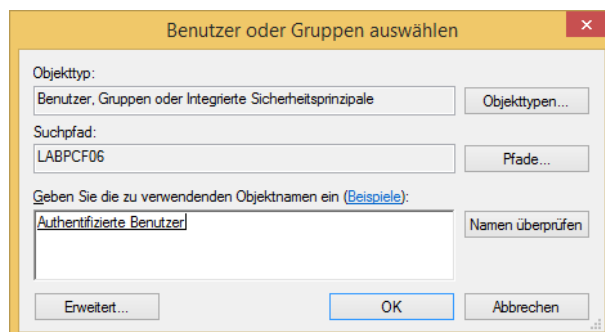 Benutzer oder Gruppen auswählen
Objekttyp:
Benutzer, Gruppen oder Integrierte Sicherheitsprinzipale
Objekttypen...
Suchpfad:
LABPCF06
Pfade...
Geben Sie die zu verwendenden Objektnamen ein (Beispiele):
Authentifizierte Benutzer
Namen überprüfen
Erweitert...
OK
Abbrechen